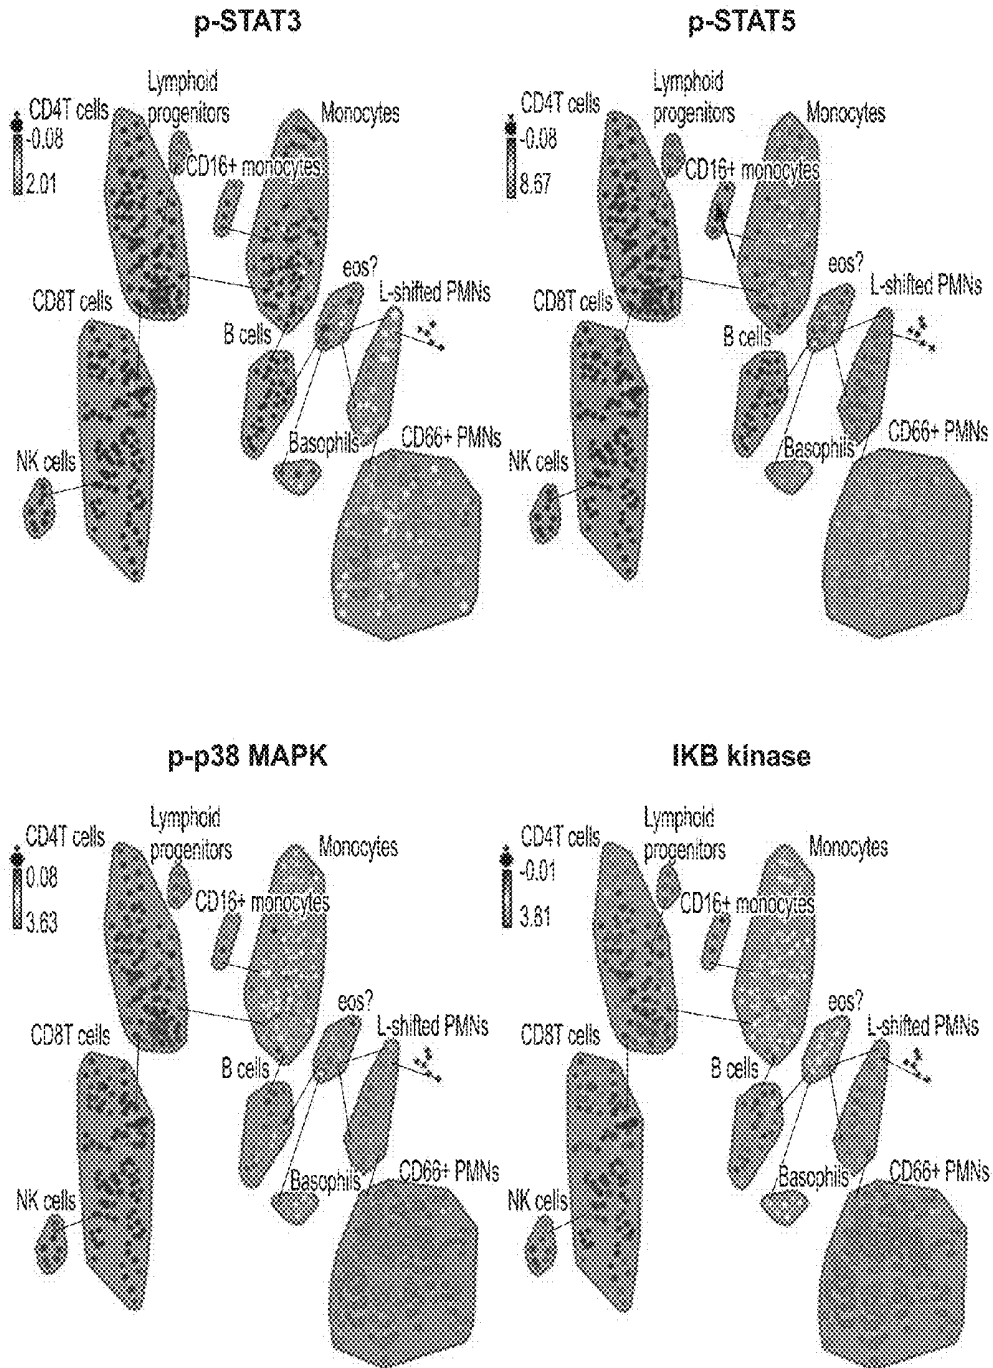 p-STAT3
CD4T cells
Lymphoid
progenitors
Monocytes
-0.08
2.01
CD16+ monocytes
eos?
L-shifted PMNs
CD8T cells
B cells
Basophils
CD66+ PMNs
NK cells
p-STAT5
CD4T cells
Lymphoid
progenitors
Monocytes
-0.08
8.67
CD16+ monocytes
eos?
L-shifted PMNs
CD8T cells
B cells
Basophils
CD66+ PMNs
NK cells
p-p38 MAPK
CD4T cells
Lymphoid
progenitors
Monocytes
0.08
3.63
CD16+ monocytes
eos?
L-shifted PMNs
CD8T cells
B cells
Basophils
CD66+ PMNs
NK cells
IKB kinase
CD4T cells
Lymphoid
progenitors
Monocytes
-0.01
3.61
CD16+ monocytes
eos?
L-shifted PMNs
CD8T cells
B cells
Basophils
CD66+ PMNs
NK cells